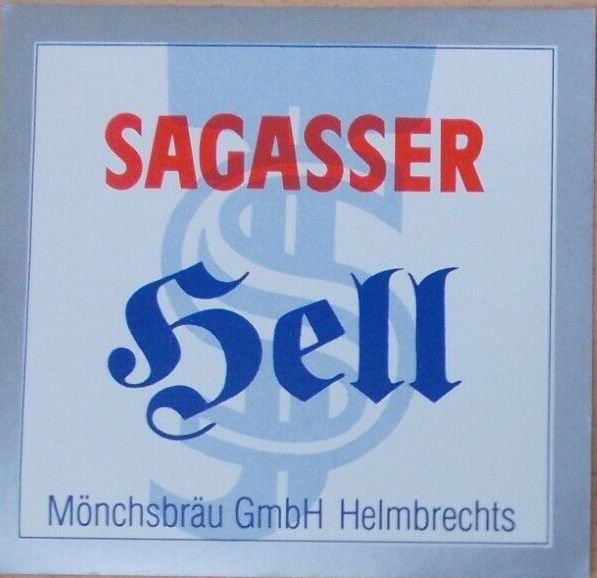 SAGASSER
Hell
Mönchsbräu GmbH Helmbrechts